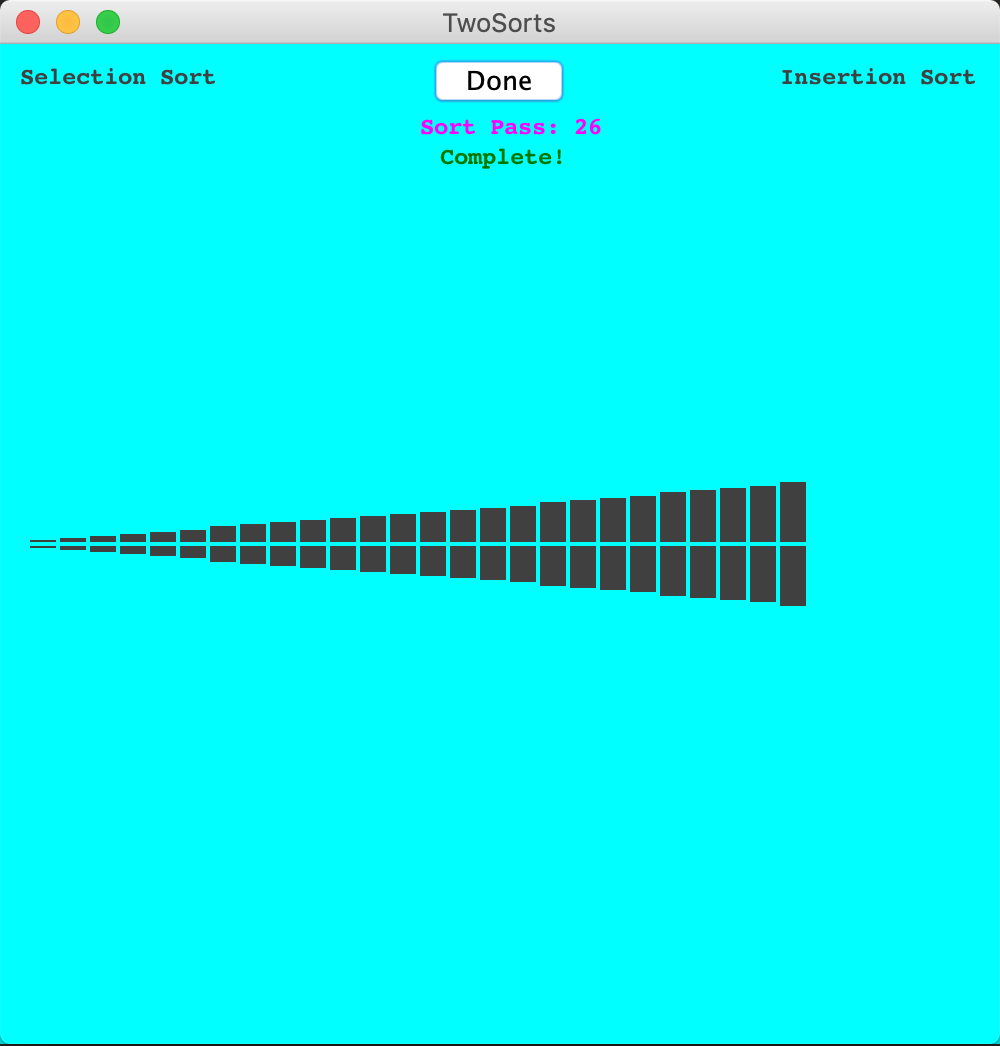 TwoSorts
Selection Sort
Done
Insertion Sort
Sort Pass: 26
Complete!